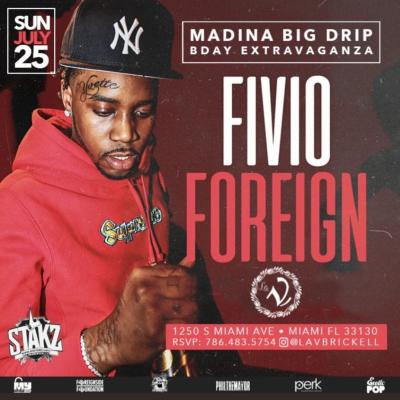 SUN
JULY
25
MADINA BIG DRIP
BDAY EXTRAVAGANZA
FIVIO
FOREIGN
1250 S MIAMI AVE • MIAMI FL 33130
RSVP: 786.483.5754 @LAVBRICKELL
STAKZ
PHILTHEMAYOR
perk
POP